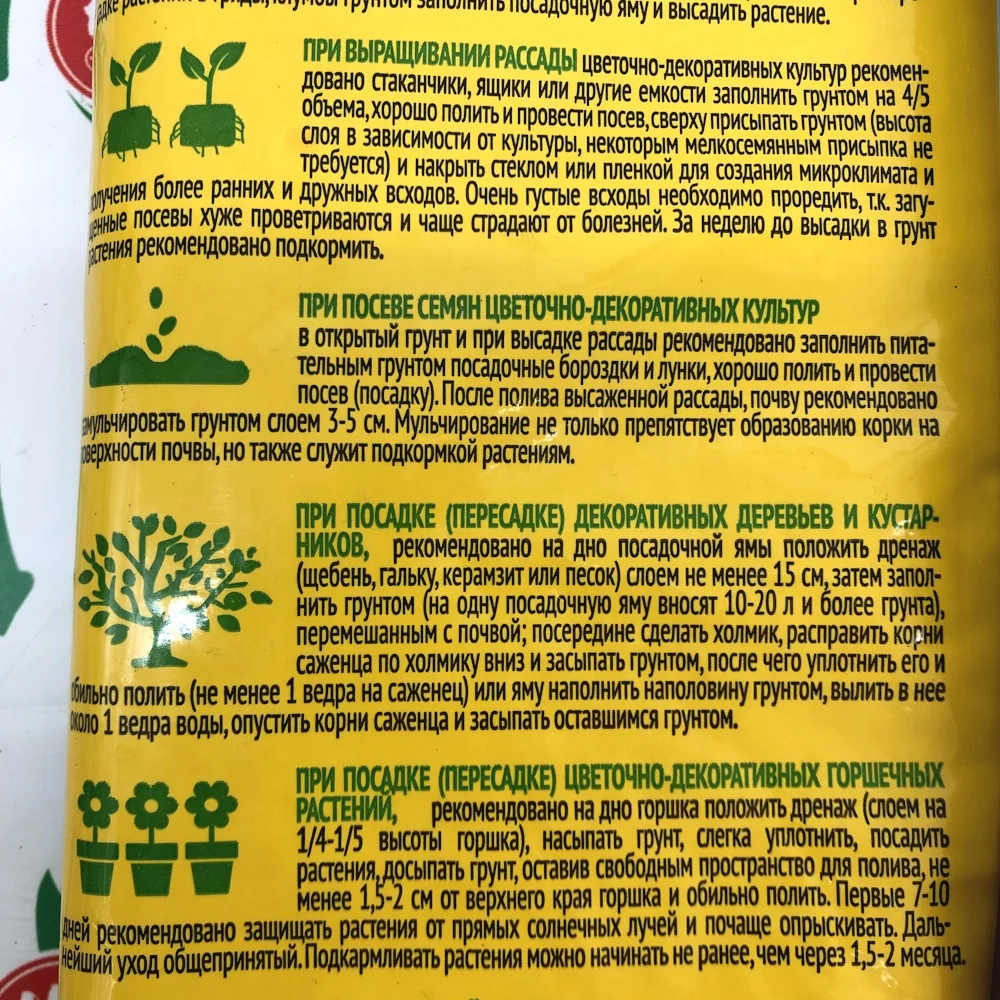 растений в гряды, клумбы грунтом заполнить посадочную яму и высадить растение.
ПРИ ВЫРАЩИВАНИИ РАССАДЫ цветочно-декоративных культур рекомен-
довано стаканчики, ящики или другие емкости заполнить грунтом на 4/5
объема, хорошо полить и провести посев, сверху присыпать грунтом (высота
слоя в зависимости от культуры, некоторым мелкосемянным присыпка не
требуется) и накрыть стеклом или пленкой для создания микроклимата и
получения более ранних и дружных всходов. Очень густые всходы необходимо проредить, т.к. загу-
щенные посевы хуже проветриваются и чаще страдают от болезней. За неделю до высадки в грунт
растения рекомендовано подкормить.
ПРИ ПОСЕВЕ СЕМЯН ЦВЕТОЧНО-ДЕКОРАТИВНЫХ КУЛЬТУР
в открытый грунт и при высадке рассады рекомендовано заполнить пита-
тельным грунтом посадочные бороздки и лунки, хорошо полить и провести
посев (посадку). После полива высаженной рассады, почву рекомендовано
замульчировать грунтом слоем 3-5 см. Мульчирование не только препятствует образованию корки на
поверхности почвы, но также служит подкормкой растениям.
ПРИ ПОСАДКЕ (ПЕРЕСАДКЕ) ДЕКОРАТИВНЫХ ДЕРЕВЬЕВ И КУСТАР-
НИКОВ, рекомендовано на дно посадочной ямы положить дренаж
(щебень, гальку, керамзит или песок) слоем не менее 15 см, затем запол-
нить грунтом (на одну посадочную яму вносят 10-20 л и более грунта),
перемешанным с почвой; посередине сделать холмик, расправить корни
саженца по холмику вниз и засыпать грунтом, после чего уплотнить его и
обильно полить (не менее 1 ведра на саженец) или яму наполнить наполовину грунтом, вылить в нее
около 1 ведра воды, опустить корни саженца и засыпать оставшимся грунтом.
ПРИ ПОСАДКЕ (ПЕРЕСАДКЕ) ЦВЕТОЧНО-ДЕКОРАТИВНЫХ ГОРШЕЧНЫХ
РАСТЕНИЙ, рекомендовано на дно горшка положить дренаж (слоем на
1/4-1/5 высоты горшка), насыпать грунт, слегка уплотнить, посадить
растения, досыпать грунт, оставив свободным пространство для полива, не
менее 1,5-2 см от верхнего края горшка и обильно полить. Первые 7-10
дней рекомендовано защищать растения от прямых солнечных лучей и почаще опрыскивать. Даль-
нейший уход общепринятый. Подкармливать растения можно начинать не ранее, чем через 1,5-2 месяца.